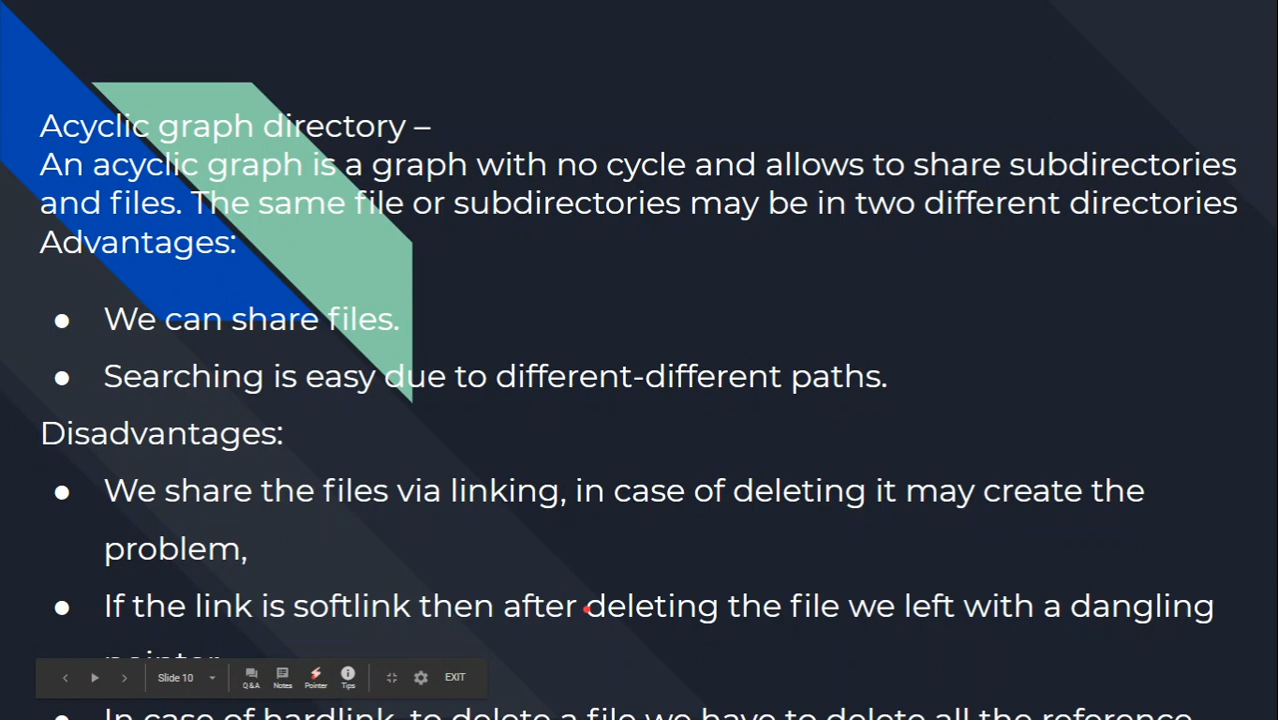 Acyclic graph directory –
An acyclic graph is a graph with no cycle and allows to share subdirectories
and files. The same file or subdirectories may be in two different directories
Advantages:
● We can share files.
● Searching is easy due to different-different paths.
Disadvantages:
● We share the files via linking, in case of deleting it may create the
problem,
● If the link is softlink then after deleting the file we left with a dangling
pointer
Slide 10
Q&A Notes Pointer Tips
EXIT
● In case of hardlink, to delete a file we have to delete all the reference